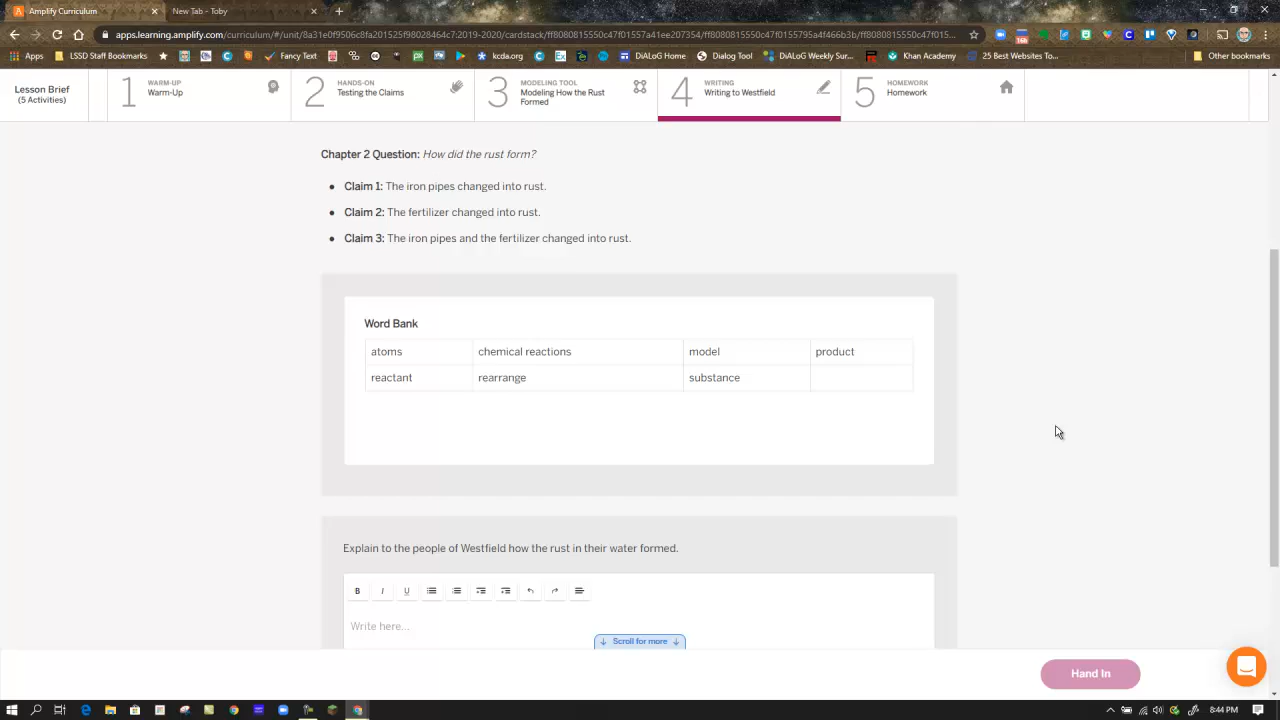 Amplify Curriculum
New Tab - Toby
apps.learning.amplify.com/curriculum/#/unit/8a31e0f9506c8fa201525f98028464c7:2019-2020/cardstack/
Apps
LSSD Staff Bookmarks
Fancy
kcda.org
DiALoG Home
Dialog Tool
DiALoG Weekly Sur...
Khan Academy
25 Best Websites To...
Other bookmarks
Lesson Brief
(5 Activities)
1 WARM-UP
Warm-Up
2 HANDS-ON
Testing the Claims
3 MODELING TOOL
Modeling How the Rust
Formed
4 WRITING
Writing to Westfield
5 HOMEWORK
Homework
Chapter 2 Question: How did the rust form?
• Claim 1: The iron pipes changed into rust.
• Claim 2: The fertilizer changed into rust.
• Claim 3: The iron pipes and the fertilizer changed into rust.
Word Bank
atoms chemical reactions model product
reactant rearrange substance
Explain to the people of Westfield how the rust in their water formed.
B I U
Write here...
↓ Scroll for more ↓
Hand In
8:44 PM